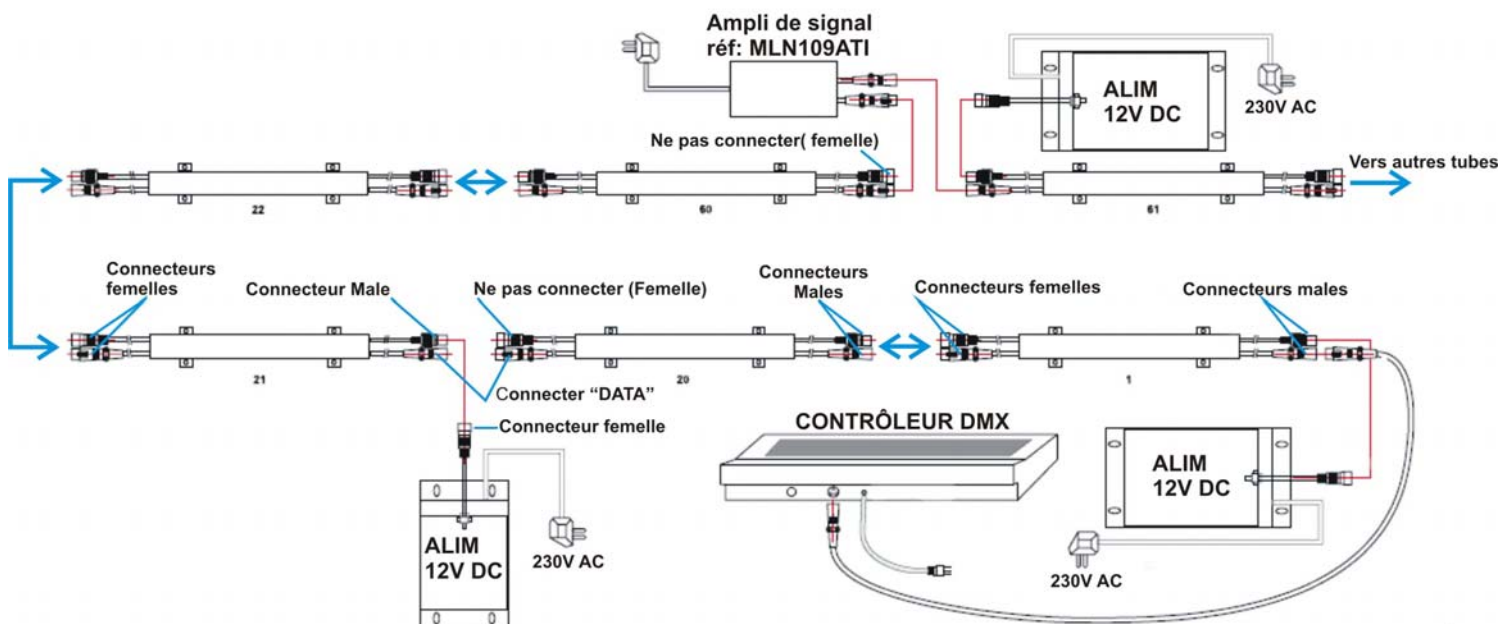 Ampli de signal
réf: MLN109ATI
ALIM
12V DC
230V AC
Ne pas connecter( femelle)
Vers autres tubes
22
60
61
Connecteurs
femelles
Connecteur Male
Ne pas connecter (Femelle)
Connecteurs
Males
Connecteurs femelles
Connecteurs males
21
20
1
Connecter “DATA”
Connecteur femelle
CONTRÔLEUR DMX
ALIM
12V DC
230V AC
ALIM
12V DC
230V AC